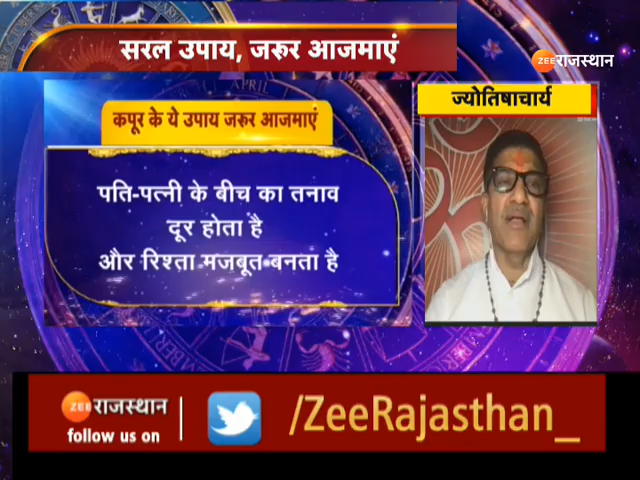 सरल उपाय, जरूर आजमाएं
ZEE राजस्थान
ज्योतिषाचार्य
कपूर के ये उपाय जरूर आजमाएं
पति-पत्नी के बीच का तनाव
दूर होता है
और रिश्ता मजबूत बनता है
APRIL
ZEE राजस्थान
follow us on
/ZeeRajasthan_